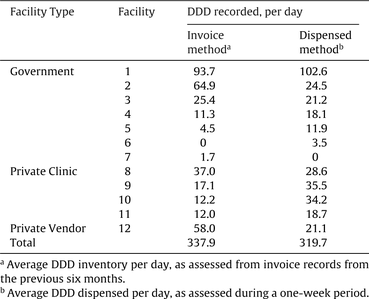 Facility Type Facility DDD recorded, per day
Invoice methodᵃ Dispensed methodᵇ
Government 1 93.7 102.6
2 64.9 24.5
3 25.4 21.2
4 11.3 18.1
5 4.5 11.9
6 0 3.5
7 1.7 0
Private Clinic 8 37.0 28.6
9 17.1 35.5
10 12.2 34.2
11 12.0 18.7
Private Vendor 12 58.0 21.1
Total 337.9 319.7
ᵃ Average DDD inventory per day, as assessed from invoice records from
the previous six months.
ᵇ Average DDD dispensed per day, as assessed during a one-week period.